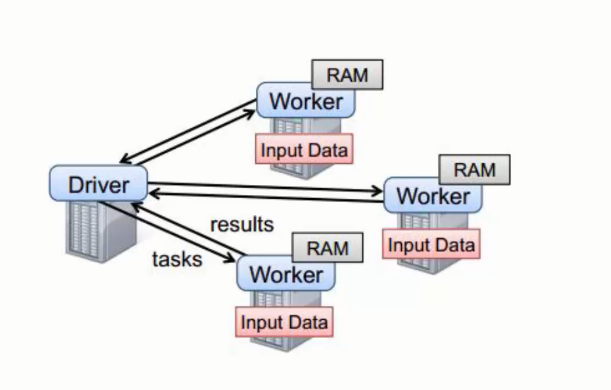 RAM
Worker
Input Data
RAM
Driver
Worker
Input Data
results
tasks
RAM
Worker
Input Data